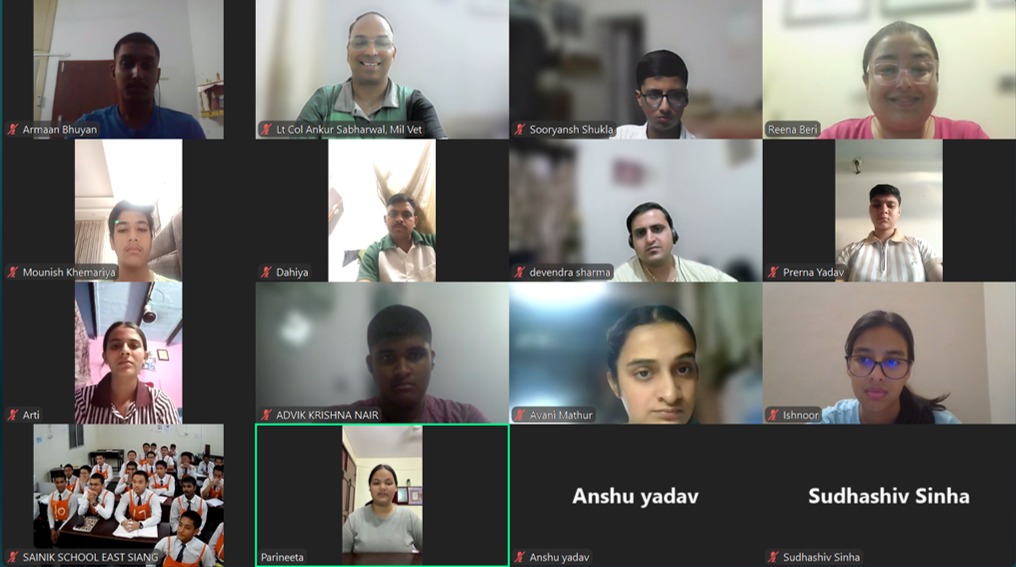 Armaan Bhuyan
Lt Col Ankur Sabharwal, Mil Vet
Sooryansh Shukla
Reena Beri
Mounish Khemariya
Dahiya
devendra sharma
Prerna Yadav
Arti
ADVIK KRISHNA NAIR
Avani Mathur
Ishnoor
SAINIK SCHOOL EAST SIANG
Parineeta
Anshu yadav
Anshu yadav
Sudhashiv Sinha
Sudhashiv Sinha